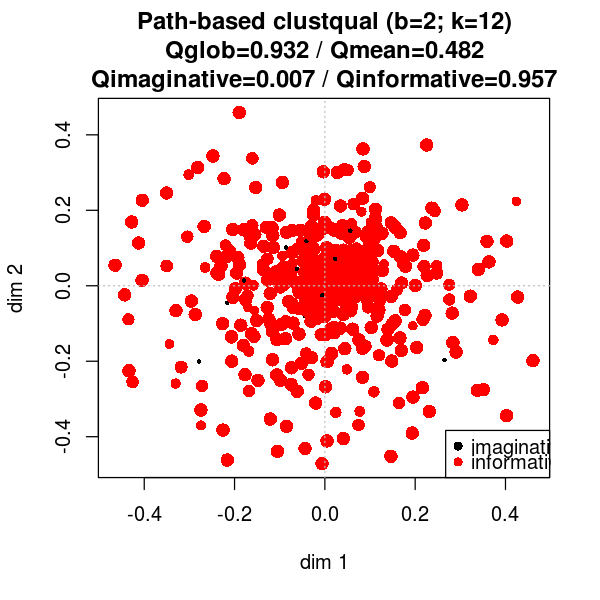 Path-based clustqual (b=2; k=12)
Qglob=0.932 / Qmean=0.482
Qimaginative=0.007 / Qinformative=0.957
0.4
0.2
0.0
-0.2
-0.4
dim 2
imaginati
informati
-0.4
-0.2
0.0
0.2
0.4
dim 1